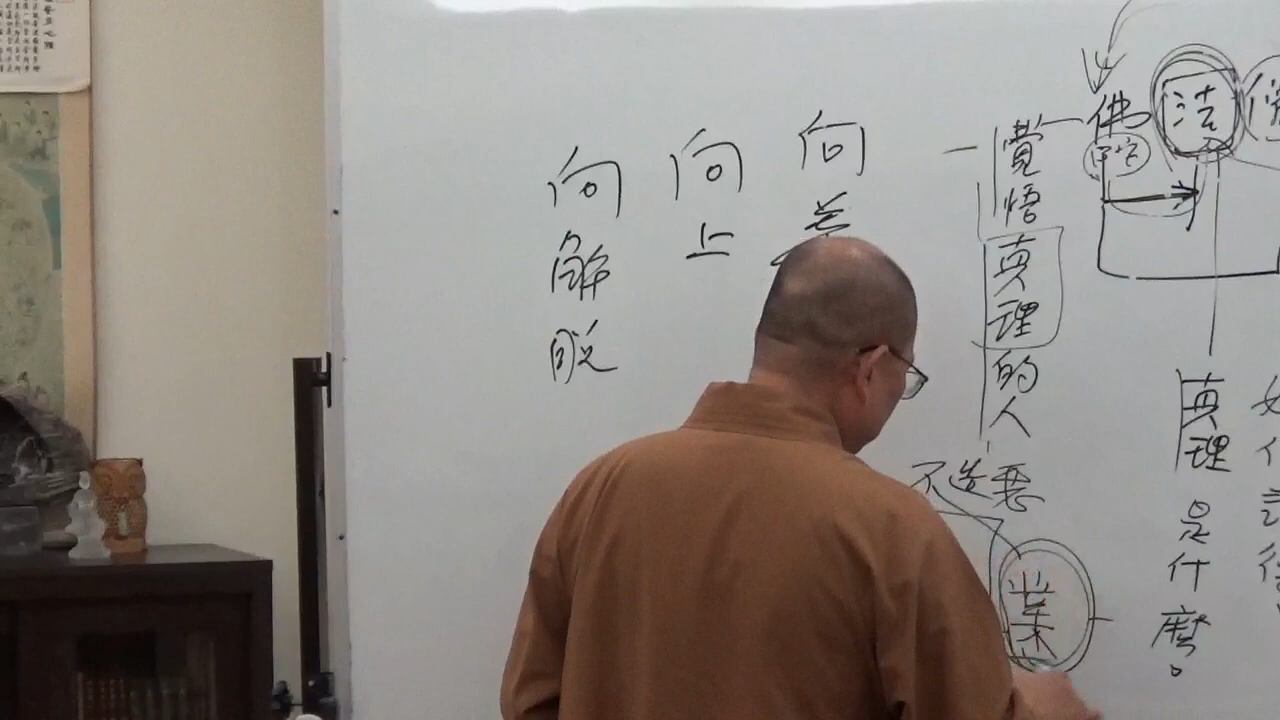 佛 法 僧
真理是什麼。
覺悟真理的人
不造惡
業
向善
向上
向解脫